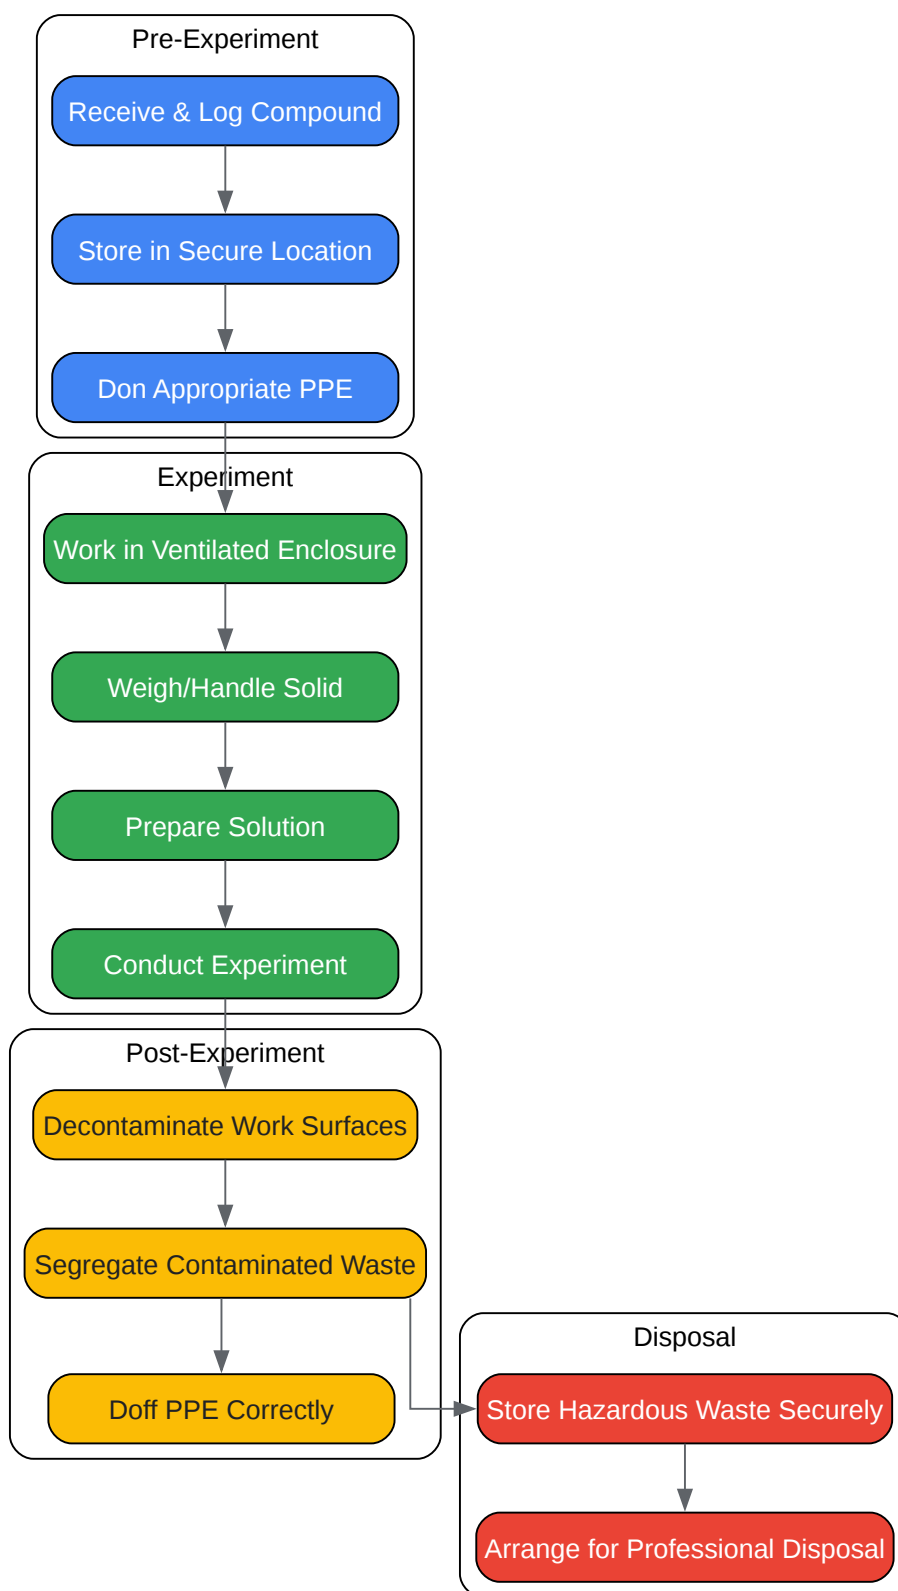 Pre-Experiment
Receive & Log Compound
Store in Secure Location
Don Appropriate PPE
Experiment
Work in Ventilated Enclosure
Weigh/Handle Solid
Prepare Solution
Conduct Experiment
Post-Experiment
Decontaminate Work Surfaces
Segregate Contaminated Waste
Doff PPE Correctly
Disposal
Store Hazardous Waste Securely
Arrange for Professional Disposal